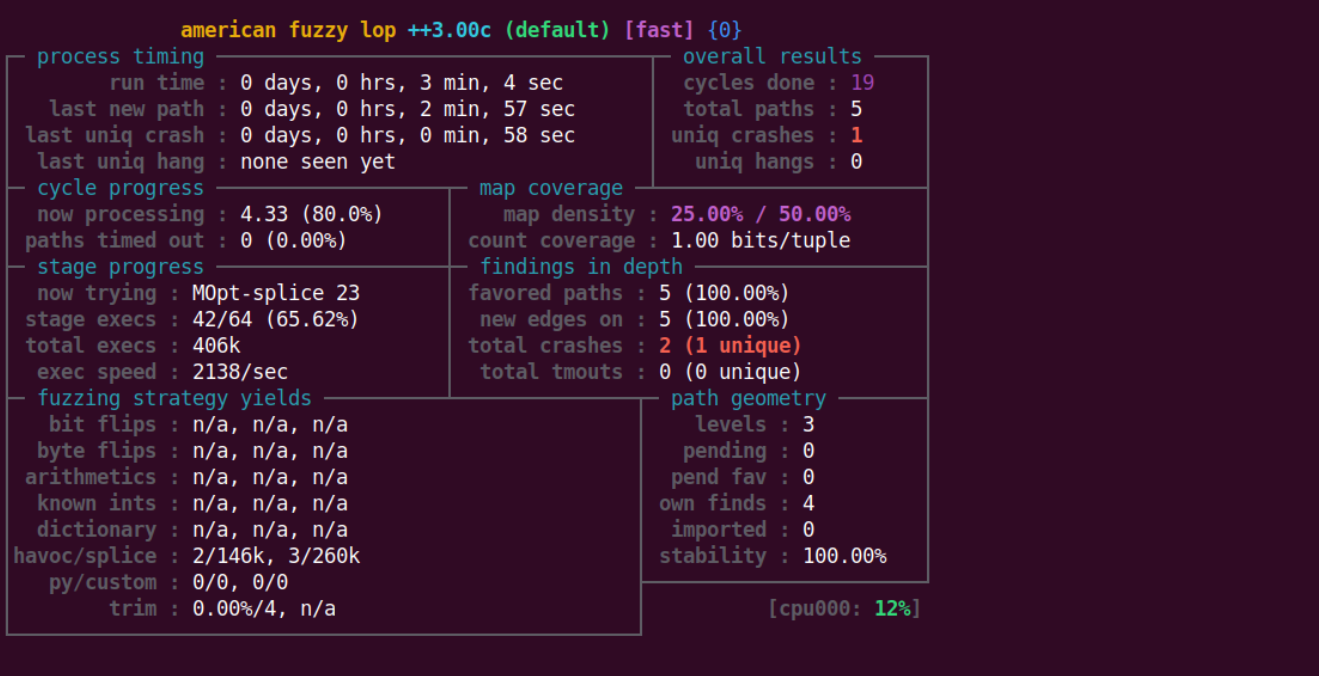 american fuzzy lop ++3.00c (default) [fast] {0}
process timing overall results
run time : 0 days, 0 hrs, 3 min, 4 sec cycles done : 19
last new path : 0 days, 0 hrs, 2 min, 57 sec total paths : 5
last uniq crash : 0 days, 0 hrs, 0 min, 58 sec uniq crashes : 1
last uniq hang : none seen yet uniq hangs : 0
cycle progress map coverage
now processing : 4.33 (80.0%) map density : 25.00% / 50.00%
paths timed out : 0 (0.00%) count coverage : 1.00 bits/tuple
stage progress findings in depth
now trying : MOpt-splice 23 favored paths : 5 (100.00%)
stage execs : 42/64 (65.62%) new edges on : 5 (100.00%)
total execs : 406k total crashes : 2 (1 unique)
exec speed : 2138/sec total tmouts : 0 (0 unique)
fuzzing strategy yields path geometry
bit flips : n/a, n/a, n/a levels : 3
byte flips : n/a, n/a, n/a pending : 0
arithmetics : n/a, n/a, n/a pend fav : 0
known ints : n/a, n/a, n/a own finds : 4
dictionary : n/a, n/a, n/a imported : 0
havoc/splice : 2/146k, 3/260k stability : 100.00%
py/custom : 0/0, 0/0
trim : 0.00%/4, n/a [cpu000: 12%]